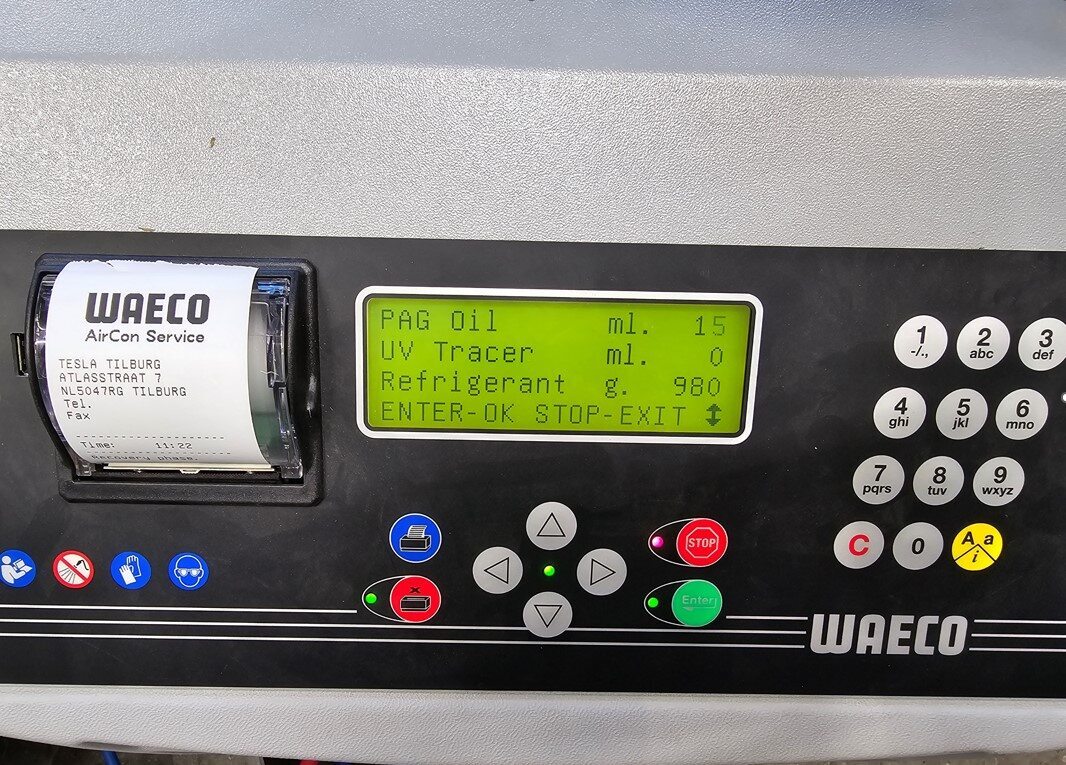 WAECO
AirCon Service
TESLA TILBURG
ATLASSTRAAT 7
NL5047RG TILBURG
Tel.
Fax
Time: 11:22
Recovery phase.
PAG Oil ml. 15
UV Tracer ml. 0
Refrigerant g. 980
ENTER-OK STOP-EXIT
1 -/.,
2 abc
3 def
4 ghi
5 jkl
6 mno
7 pqrs
8 tuv
9 wxyz
C
0
A a i
STOP
Enter
WAECO